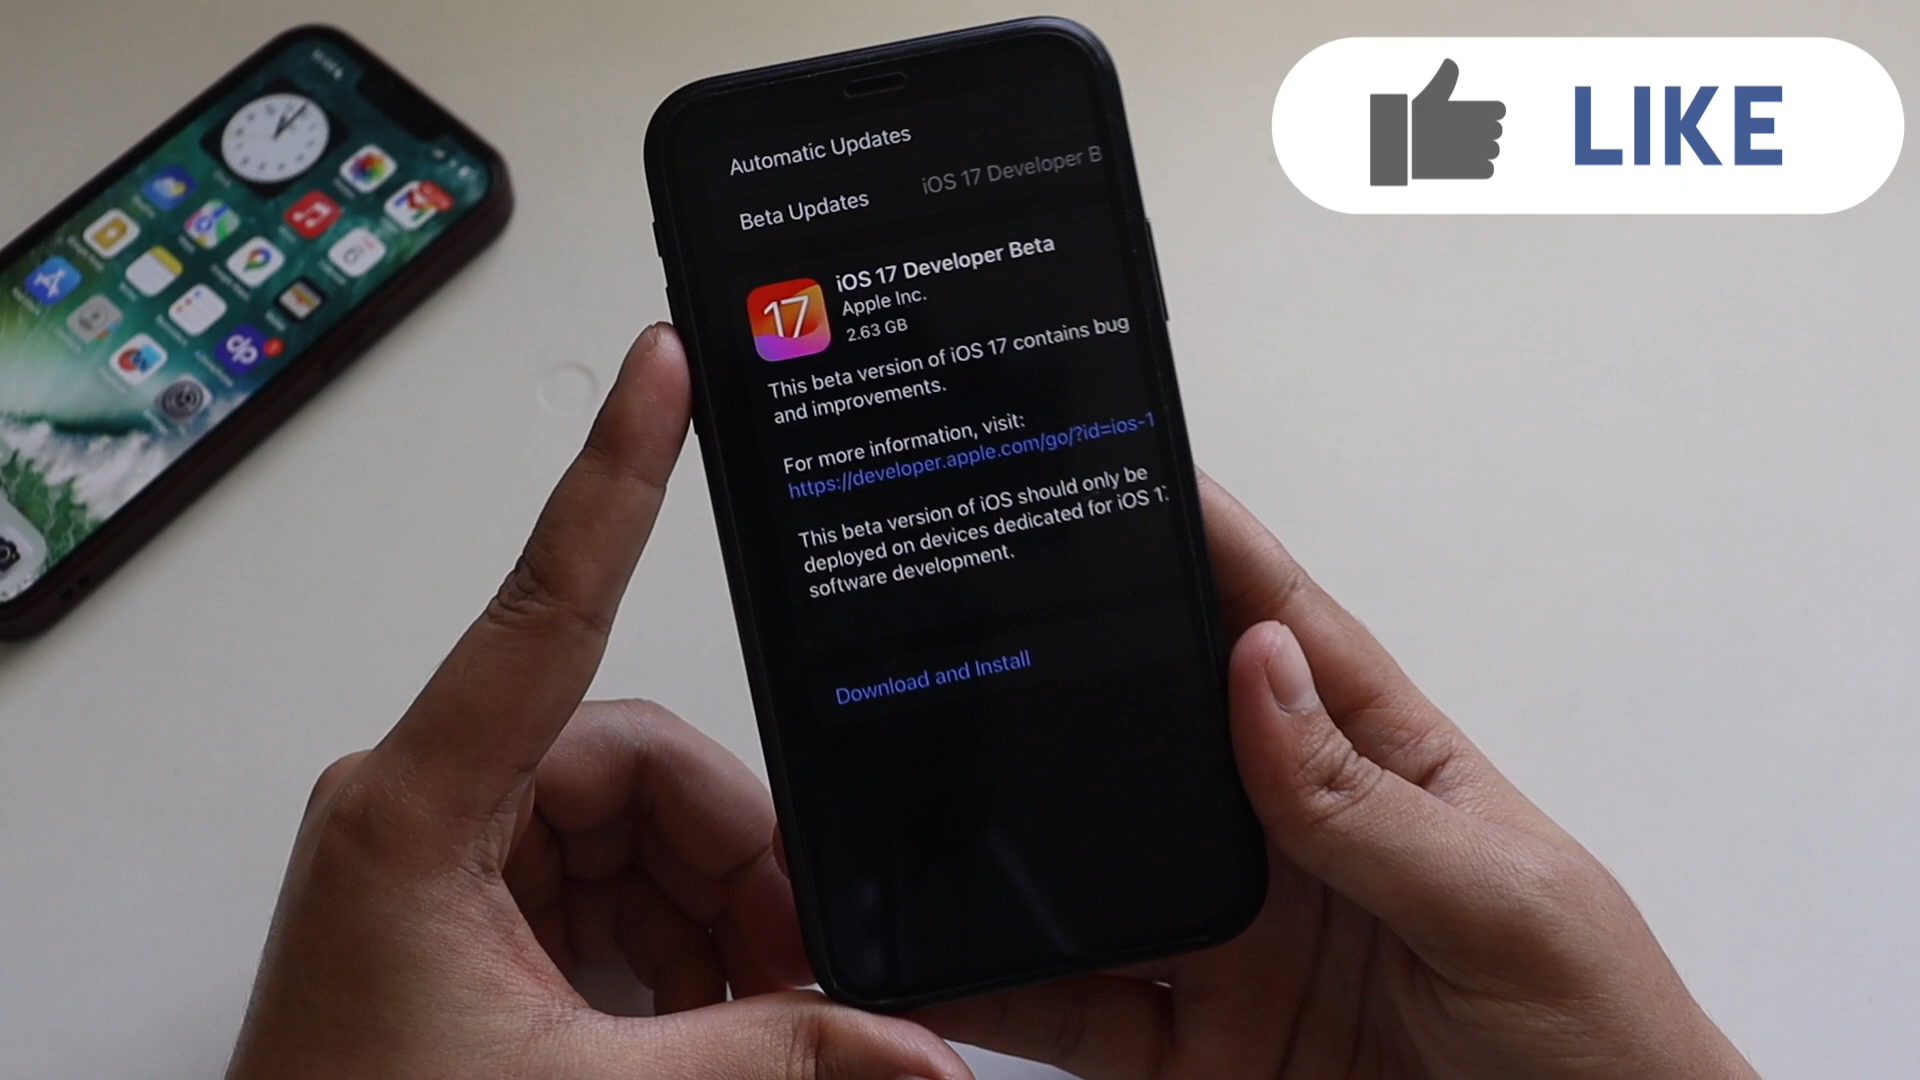 LIKE
Automatic Updates
Beta Updates iOS 17 Developer B
iOS 17 Developer Beta
17
Apple Inc.
2.63 GB
This beta version of iOS 17 contains bug
and improvements.
For more information, visit:
https://developer.apple.com/go/?id=ios-1
This beta version of iOS should only be
deployed on devices dedicated for iOS 17
software development.
Download and Install
dp